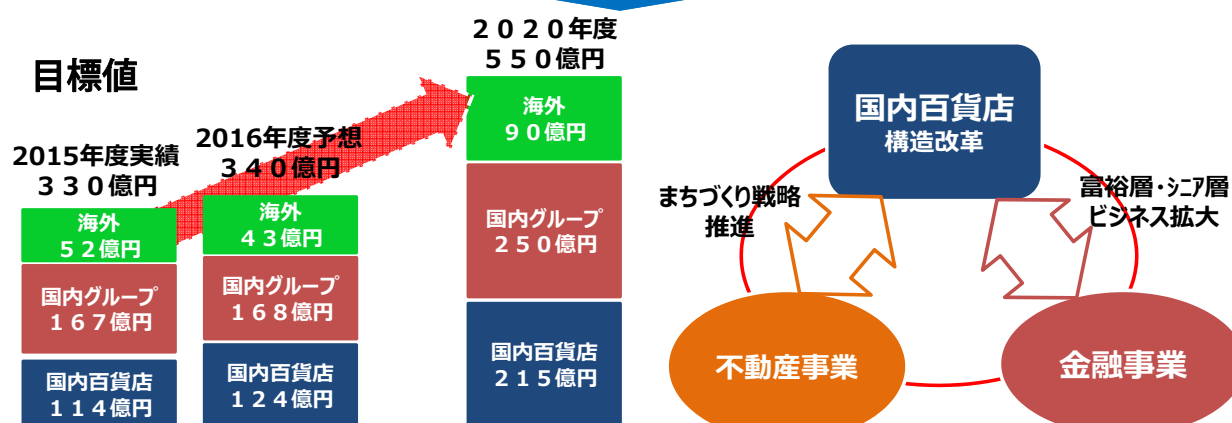 目標値
2015年度実績
３３０億円
海外
５２億円
国内グループ
１６７億円
国内百貨店
１１４億円
2016年度予想
３４０億円
海外
４３億円
国内グループ
１６８億円
国内百貨店
１２４億円
２０２０年度
５５０億円
海外
９０億円
国内グループ
２５０億円
国内百貨店
２１５億円
国内百貨店
構造改革
まちづくり戦略
推進
富裕層・ｼﾆｱ層
ビジネス拡大
不動産事業
金融事業